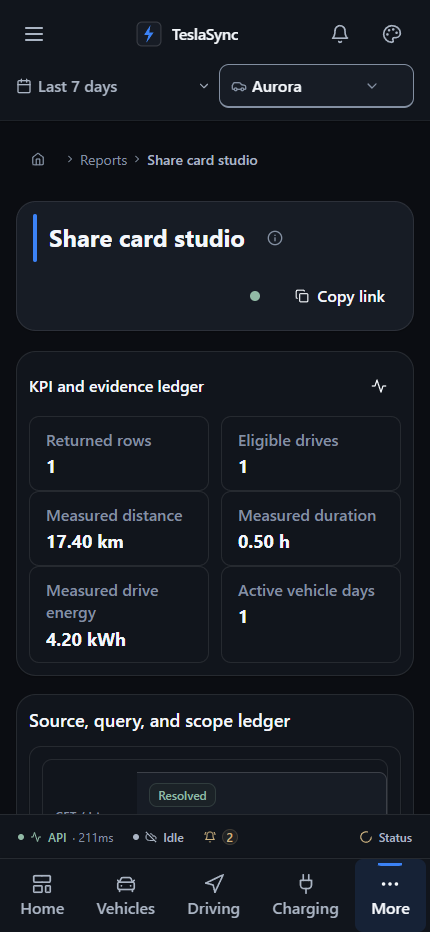 TeslaSync
Last 7 days
Aurora
Reports
Share card studio
Share card studio
Copy link
KPI and evidence ledger
Returned rows
1
Eligible drives
1
Measured distance
17.40 km
Measured duration
0.50 h
Measured drive
energy
4.20 kWh
Active vehicle days
1
Source, query, and scope ledger
Resolved
API · 211ms
Idle
2
Status
Home
Vehicles
Driving
Charging
More